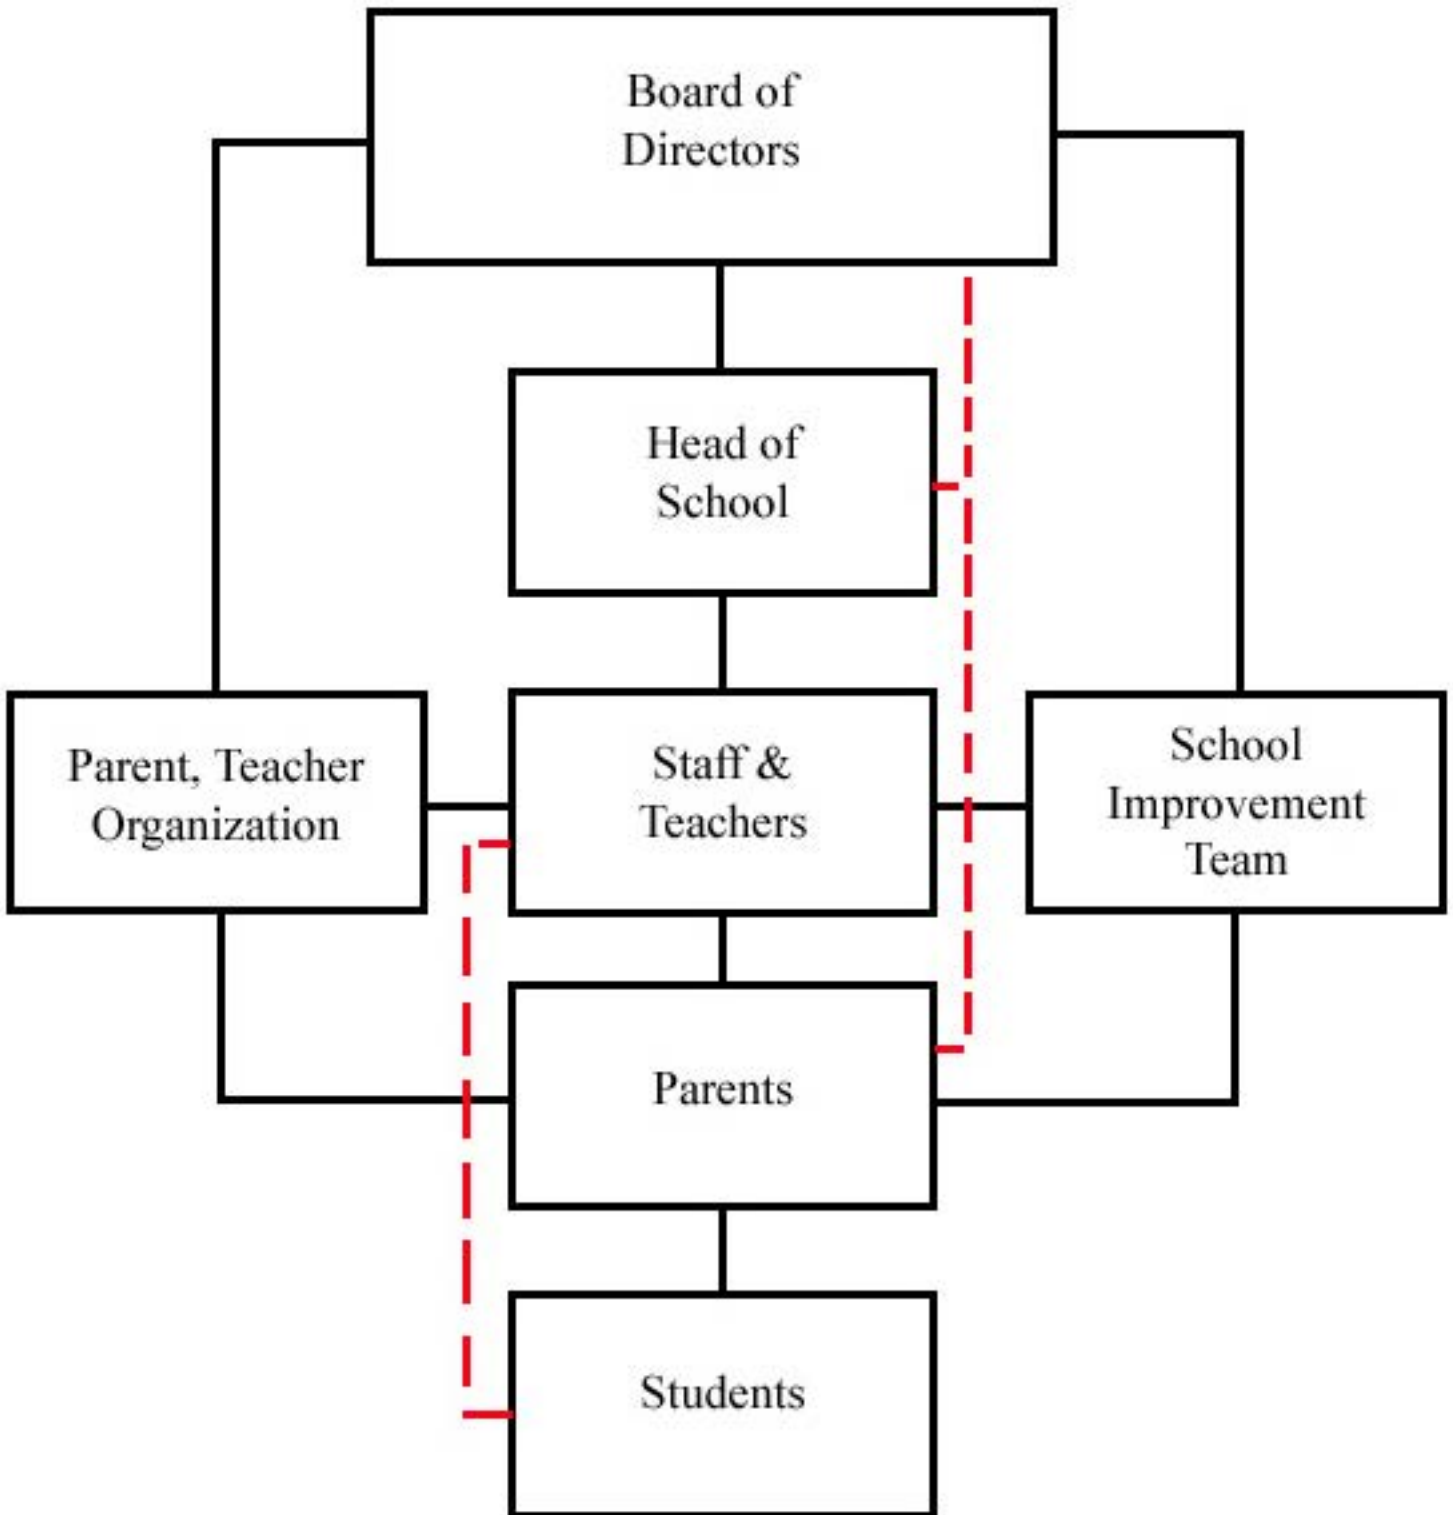 Board of
Directors
Head of
School
Parent, Teacher
Organization
Staff &
Teachers
School
Improvement
Team
Parents
Students